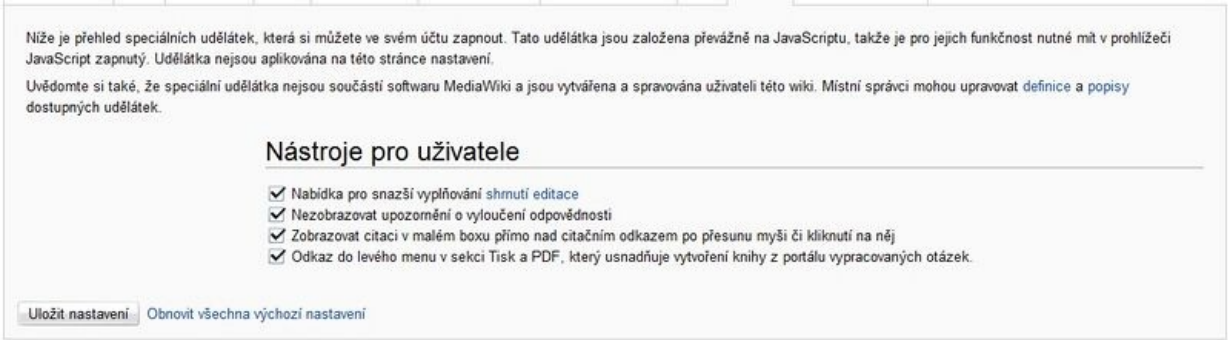 Níže je přehled speciálních udělátek, která si můžete ve svém účtu zapnout. Tato udělátka jsou založena převážně na JavaScriptu, takže je pro jejich funkčnost nutné mít v prohlížeči
JavaScript zapnutý. Udělátka nejsou aplikována na této stránce nastavení.
Uvědomte si také, že speciální udělátka nejsou součástí softwaru MediaWiki a jsou vytvářena a spravována uživateli této wiki. Místní správci mohou upravovat definice a popisy
dostupných udělátek.
Nástroje pro uživatele
Nabídka pro snazší vyplňování shrnutí editace
Nezobrazovat upozornění o vyloučení odpovědnosti
Zobrazovat citaci v malém boxu přímo nad citačním odkazem po přesunu myši či kliknutí na něj
Odkaz do levého menu v sekci Tisk a PDF, který usnadňuje vytvoření knihy z portálu vypracovaných otázek.
Uložit nastavení Obnovit všechna výchozí nastavení